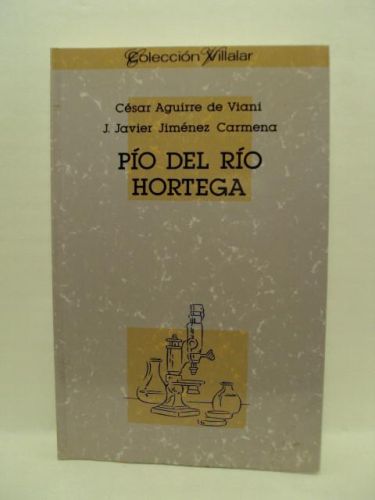 Colección Villalar
César Aguirre de Viani
J. Javier Jiménez Carmena
PÍO DEL RÍO
HORTEGA